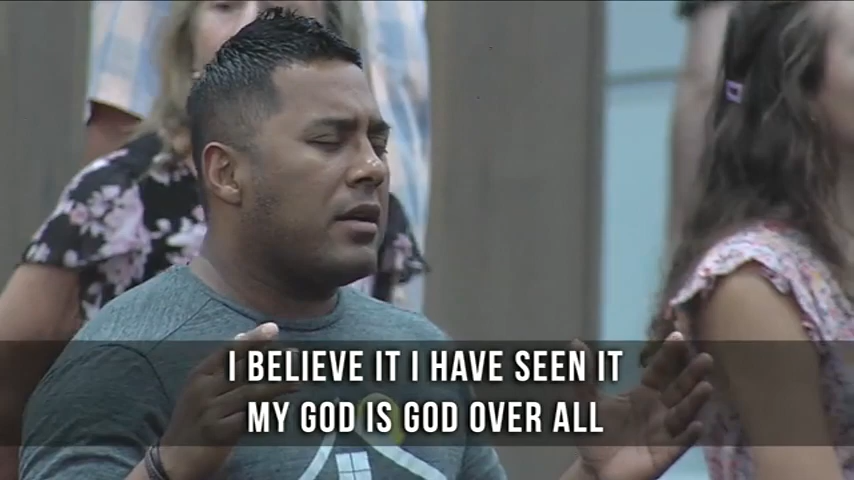 I BELIEVE IT I HAVE SEEN IT
MY GOD IS GOD OVER ALL